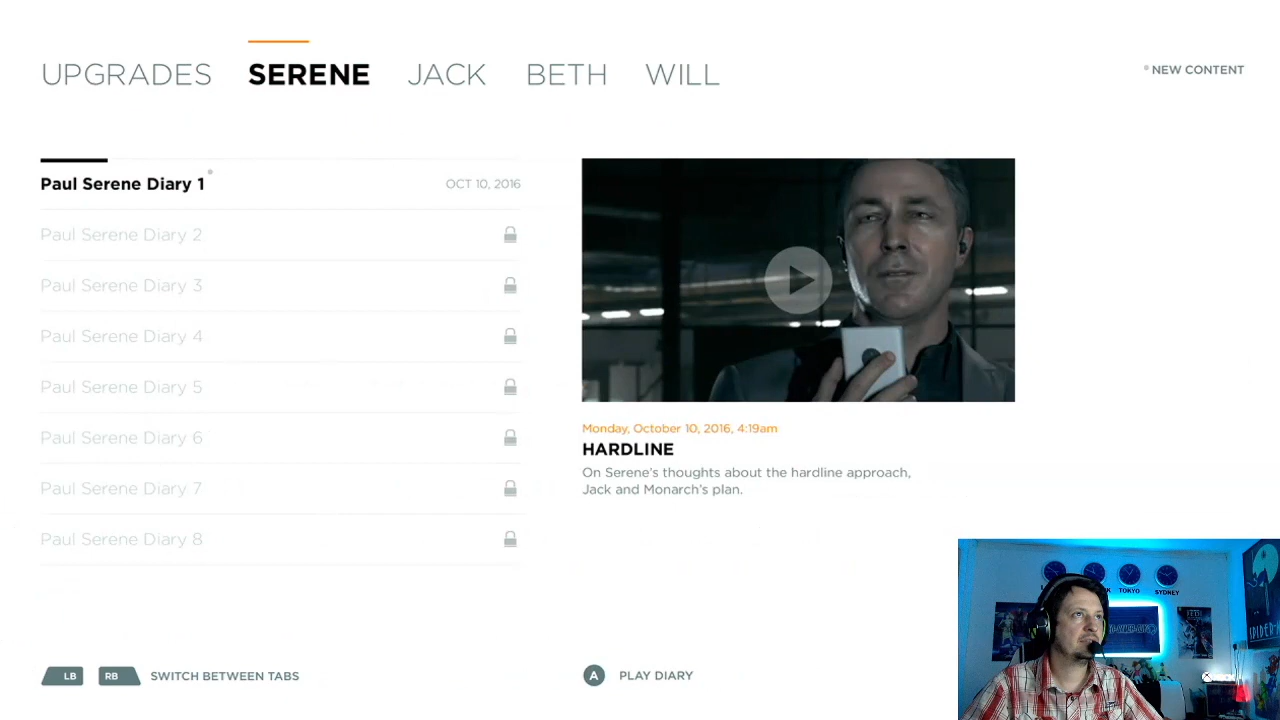 UPGRADES SERENE JACK BETH WILL
NEW CONTENT
Paul Serene Diary 1 OCT 10, 2016
Paul Serene Diary 2
Paul Serene Diary 3
Paul Serene Diary 4
Paul Serene Diary 5
Paul Serene Diary 6
Paul Serene Diary 7
Paul Serene Diary 8
Monday, October 10, 2016, 4:19am
HARDLINE
On Serene's thoughts about the hardline approach,
Jack and Monarch's plan.
TOKYO SYDNEY
LB RB SWITCH BETWEEN TABS
A PLAY DIARY